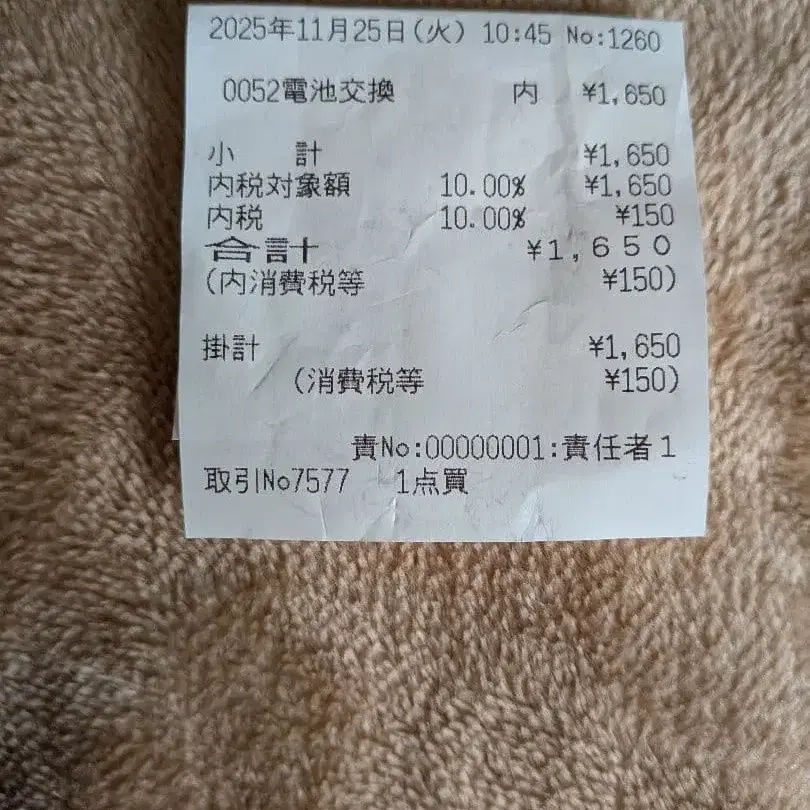 2025年11月25日(火) 10:45 No:1260
0052電池交換 内 ¥1,650
小 計 ¥1,650
内税対象額 10.00% ¥1,650
内税 10.00% ¥150
合計 ¥1,650
(内消費税等 ¥150)
掛計 ¥1,650
(消費税等 ¥150)
責No:00000001:責任者1
取引No7577 1点買